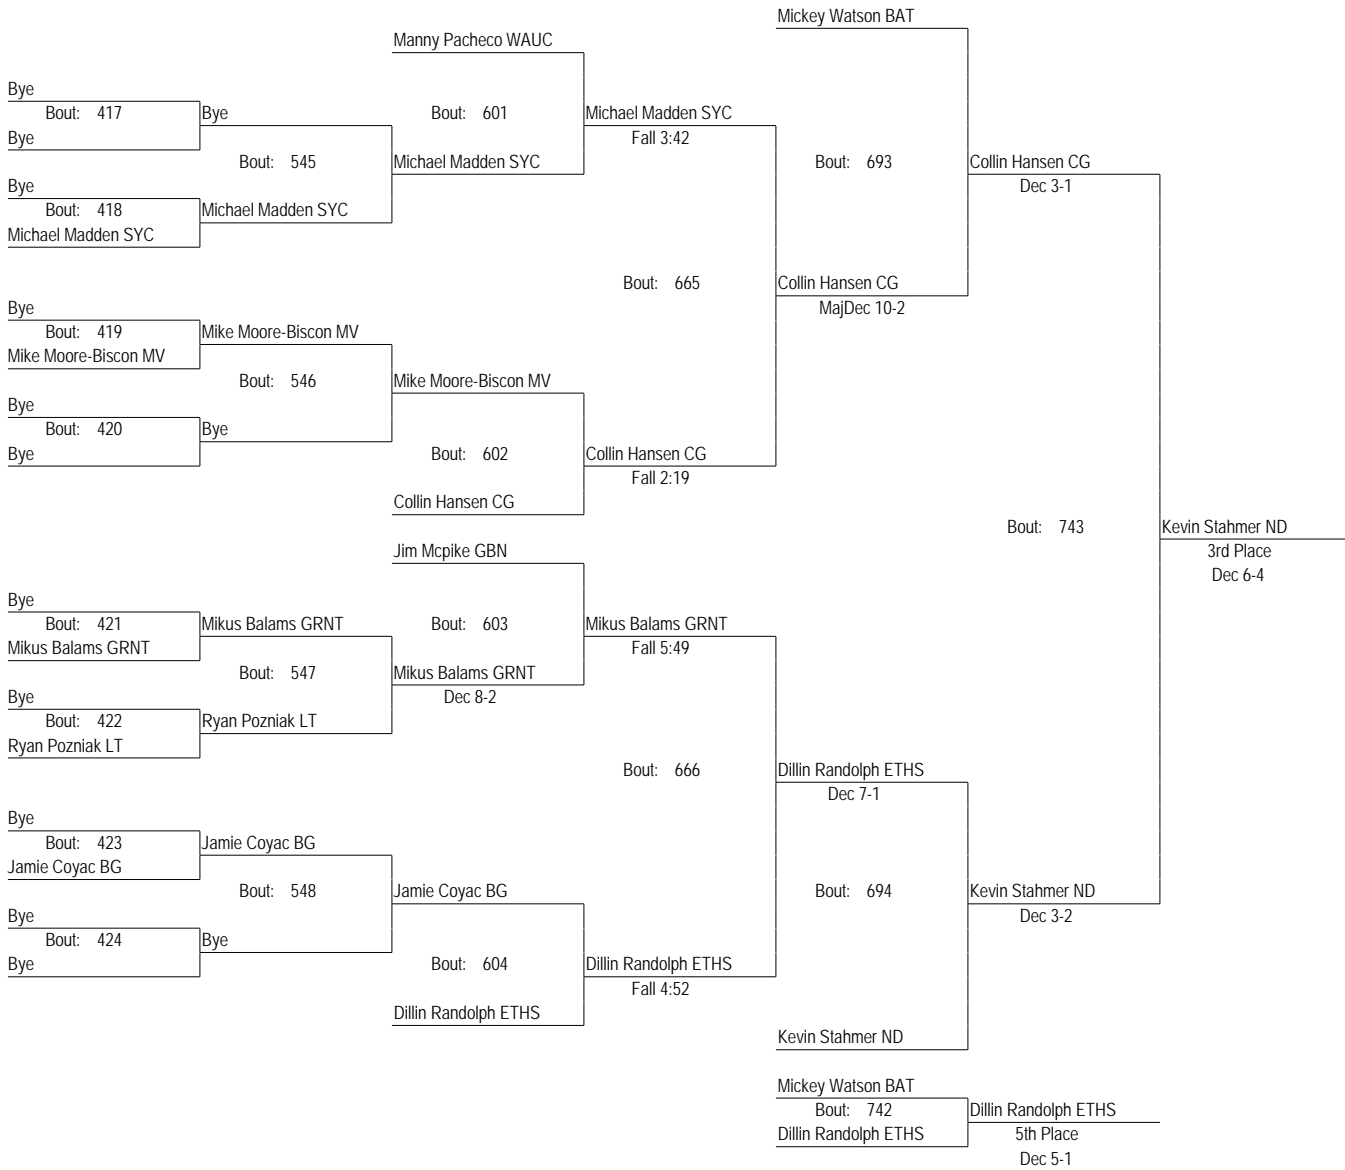 Mickey Watson BAT
Manny Pacheco WAUC
Bye
Bout: 417
Bye
Bout: 601
Michael Madden SYC
Bye
Fall 3:42
Bout: 545
Michael Madden SYC
Bout: 693
Collin Hansen CG
Bye
Dec 3-1
Bout: 418
Michael Madden SYC
Michael Madden SYC
Bout: 665
Collin Hansen CG
Bye
MajDec 10-2
Bout: 419
Mike Moore-Biscon MV
Mike Moore-Biscon MV
Bout: 546
Mike Moore-Biscon MV
Bye
Bout: 420
Bye
Bye
Bout: 602
Collin Hansen CG
Fall 2:19
Collin Hansen CG
Bout: 743
Kevin Stahmer ND
Jim Mcpike GBN
3rd Place
Dec 6-4
Bye
Bout: 421
Mikus Balams GRNT
Bout: 603
Mikus Balams GRNT
Mikus Balams GRNT
Fall 5:49
Bout: 547
Mikus Balams GRNT
Bye
Dec 8-2
Bout: 422
Ryan Pozniak LT
Ryan Pozniak LT
Bout: 666
Dillin Randolph ETHS
Dec 7-1
Bye
Bout: 423
Jamie Coyac BG
Jamie Coyac BG
Bout: 548
Jamie Coyac BG
Bout: 694
Kevin Stahmer ND
Bye
Dec 3-2
Bout: 424
Bye
Bye
Bout: 604
Dillin Randolph ETHS
Fall 4:52
Dillin Randolph ETHS
Kevin Stahmer ND
Mickey Watson BAT
Bout: 742
Dillin Randolph ETHS
Dillin Randolph ETHS
5th Place
Dec 5-1